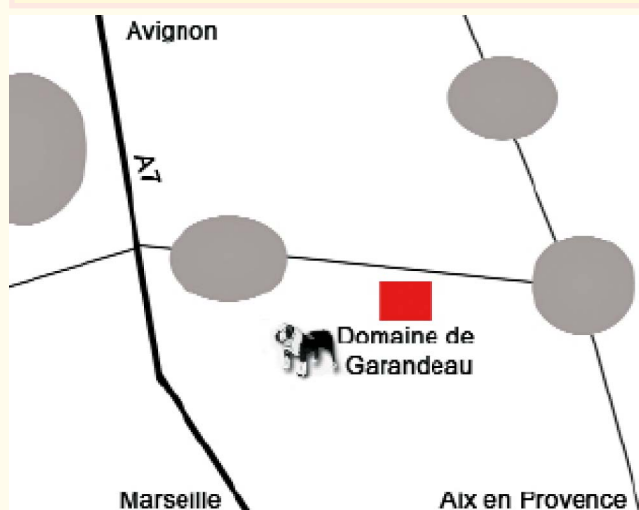 Avignon
A7
Domaine de
Garandeau
Marseille
Aix en Provence